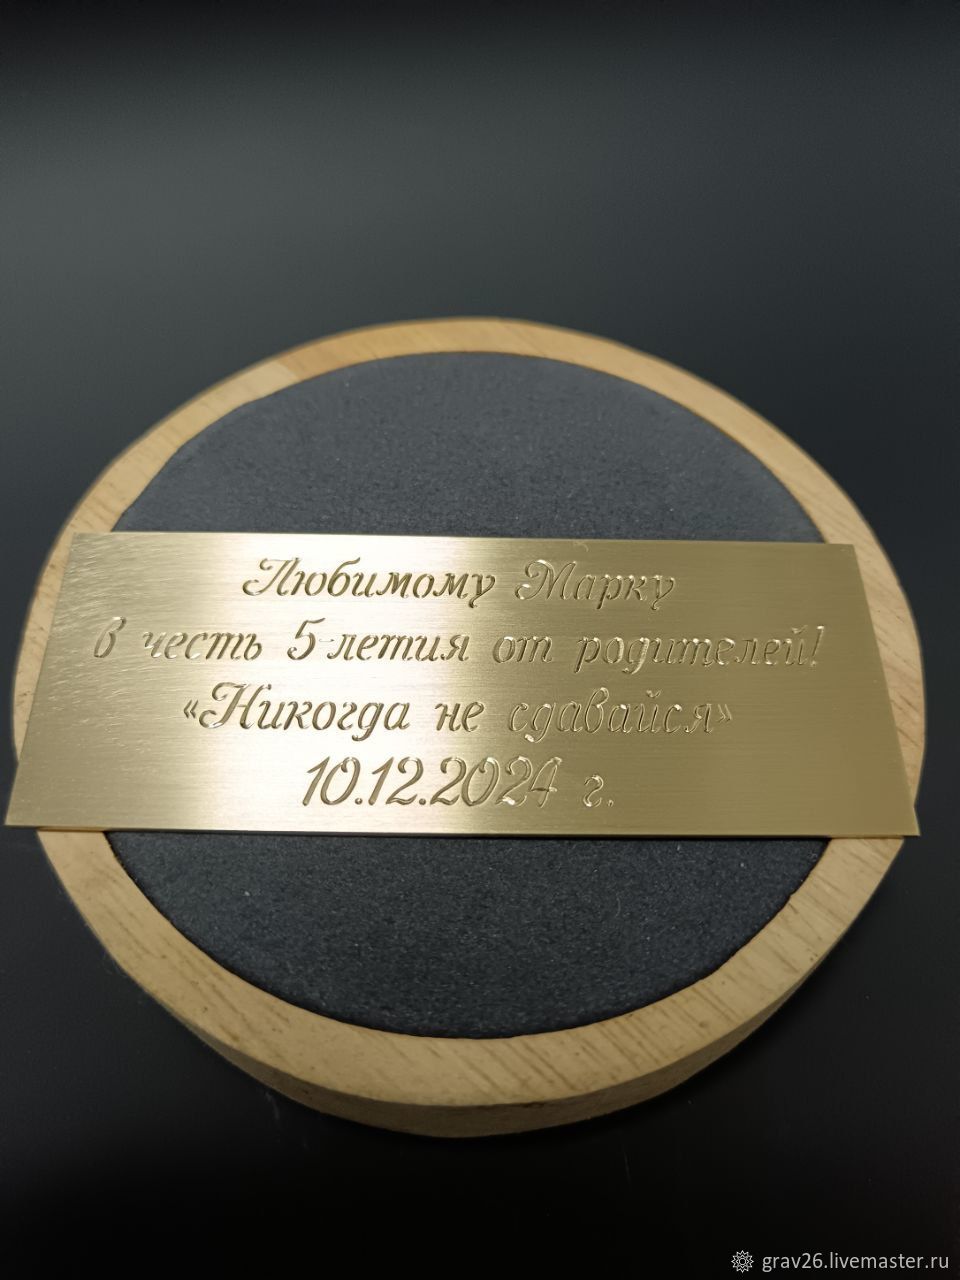 Любимому Марку
в честь 5-летия от родителей!
«Никогда не сдавайся»
10.12.2024 г.
grav26.livemaster.ru